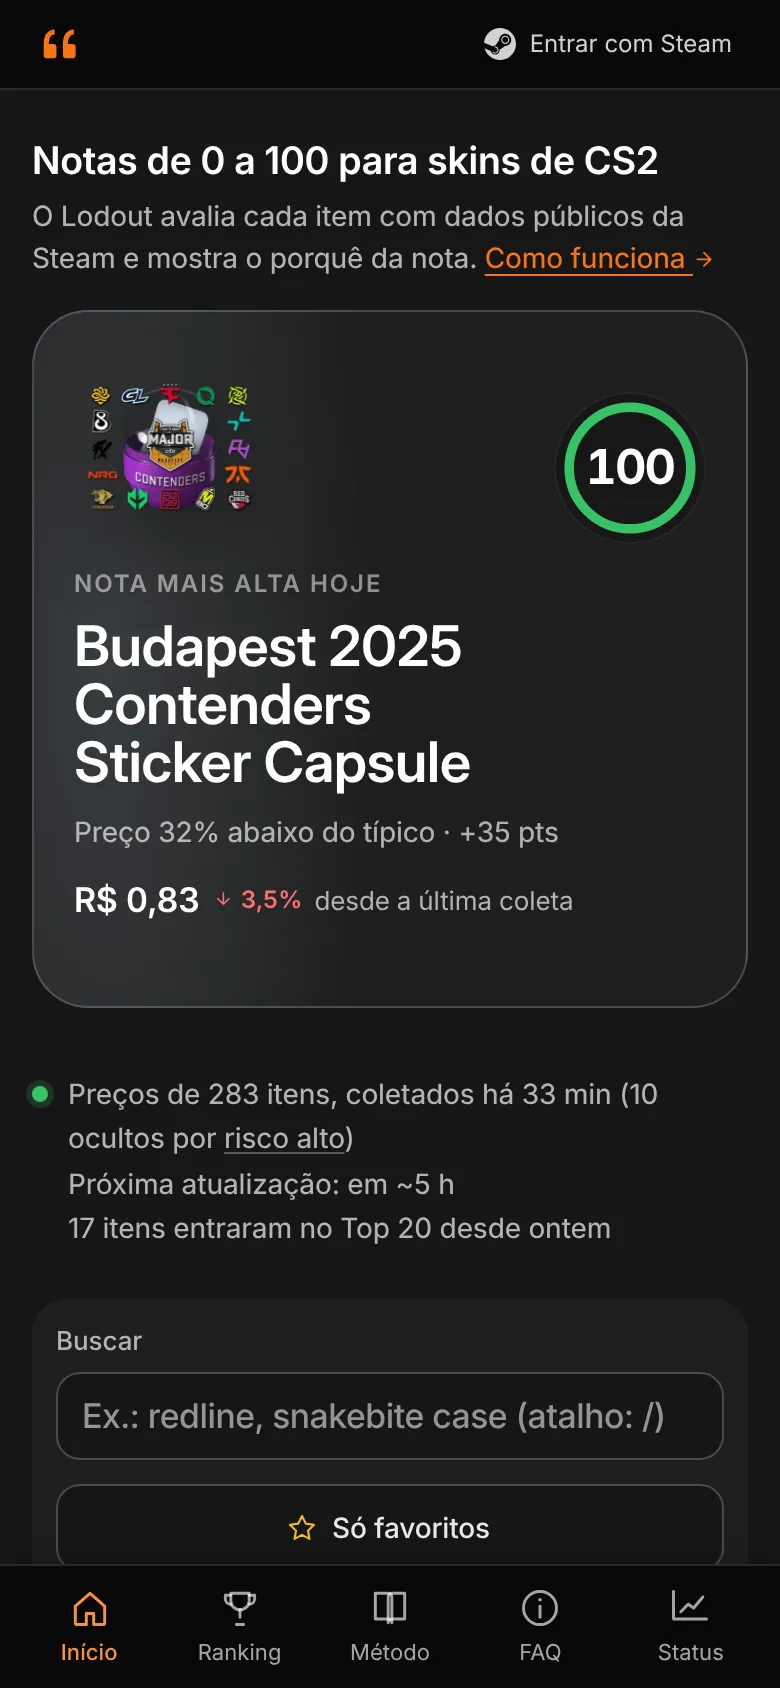 Entrar com Steam
Notas de 0 a 100 para skins de CS2
O Lodout avalia cada item com dados públicos da
Steam e mostra o porquê da nota. Como funciona →
GL
MAJOR
CONTENDERS
NRG
100
NOTA MAIS ALTA HOJE
Budapest 2025
Contenders
Sticker Capsule
Preço 32% abaixo do típico · +35 pts
R$ 0,83 ↓ 3,5% desde a última coleta
Preços de 283 itens, coletados há 33 min (10
ocultos por risco alto)
Próxima atualização: em ~5 h
17 itens entraram no Top 20 desde ontem
Buscar
Ex.: redline, snakebite case (atalho: /)
Só favoritos
Início
Ranking
Método
FAQ
Status